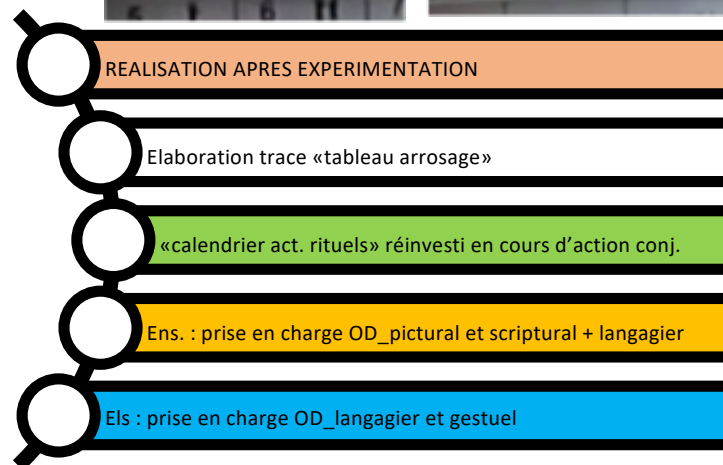 REALISATION APRES EXPERIMENTATION
Elaboration trace «tableau arrosage»
«calendrier act. rituels» réinvesti en cours d’action conj.
Ens. : prise en charge OD_pictural et scriptural + langagier
Els : prise en charge OD_langagier et gestuel